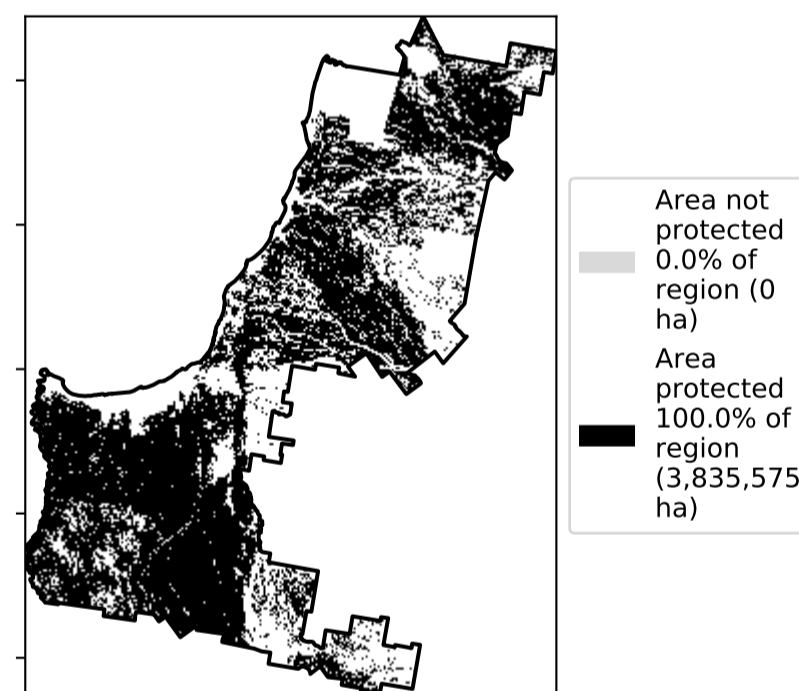 Area not
protected
0.0% of
region (0
ha)
Area
protected
100.0% of
region
(3,835,575
ha)